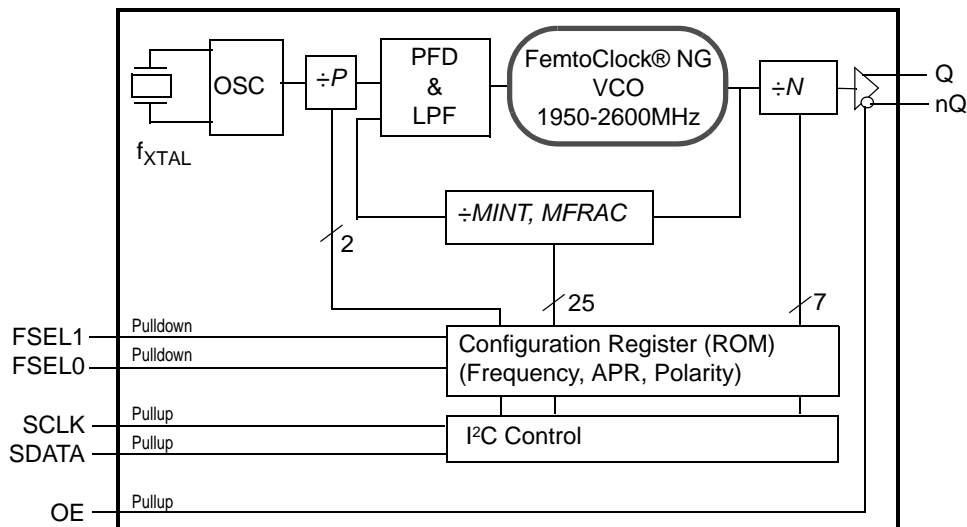 OSC
÷P
PFD
&
LPF
FemtoClock® NG
VCO
1950-2600MHz
÷N
Q
nQ
fXTAL
÷MINT, MFRAC
2
25
7
FSEL1
Pulldown
FSEL0
Pulldown
Configuration Register (ROM)
(Frequency, APR, Polarity)
SCLK
Pullup
SDATA
Pullup
I²C Control
OE
Pullup